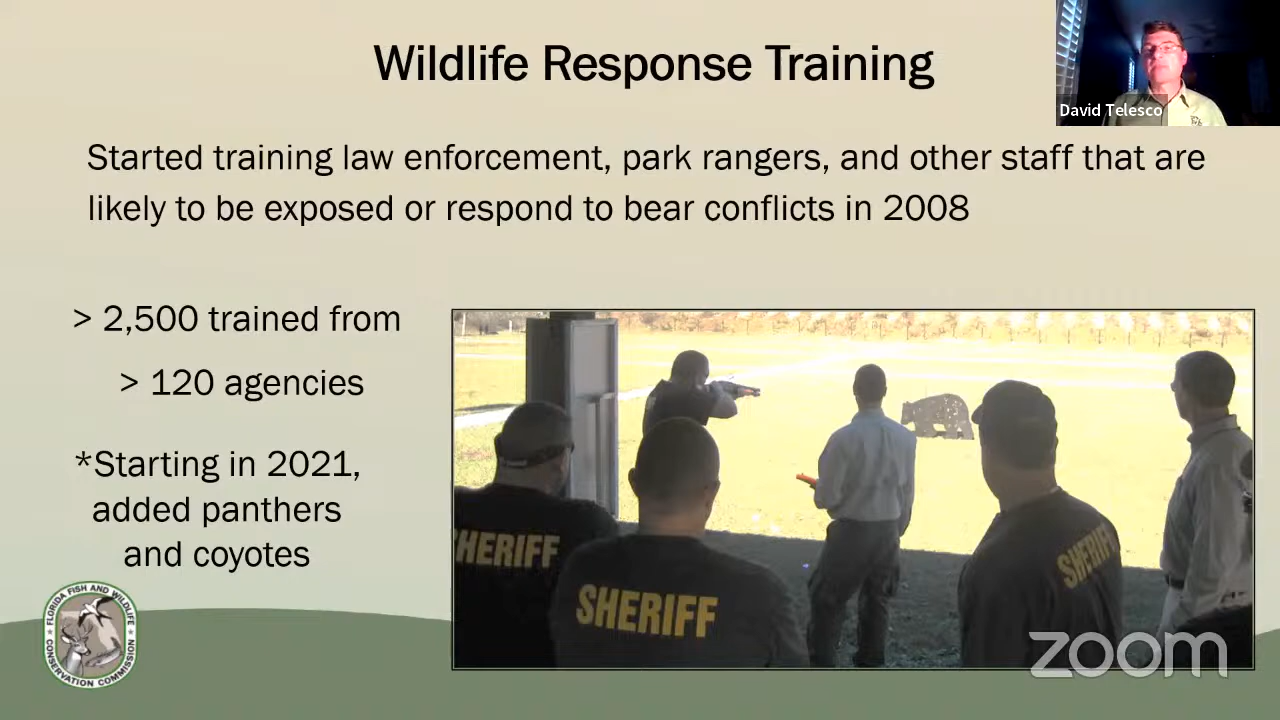 Wildlife Response Training
David Telesco
Started training law enforcement, park rangers, and other staff that are
likely to be exposed or respond to bear conflicts in 2008
> 2,500 trained from
> 120 agencies
*Starting in 2021,
added panthers
and coyotes
SHERIFF
SHERIFF
SHERIFF
FLORIDA FISH AND WILDLIFE
CONSERVATION COMMISSION
zoom